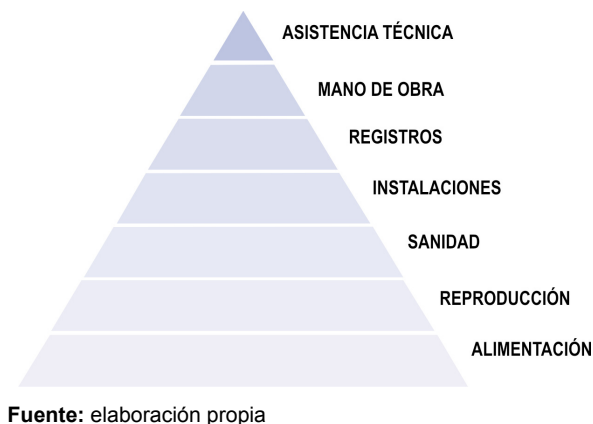 ASISTENCIA TÉCNICA
MANO DE OBRA
REGISTROS
INSTALACIONES
SANIDAD
REPRODUCCIÓN
ALIMENTACIÓN
Fuente: elaboración propia